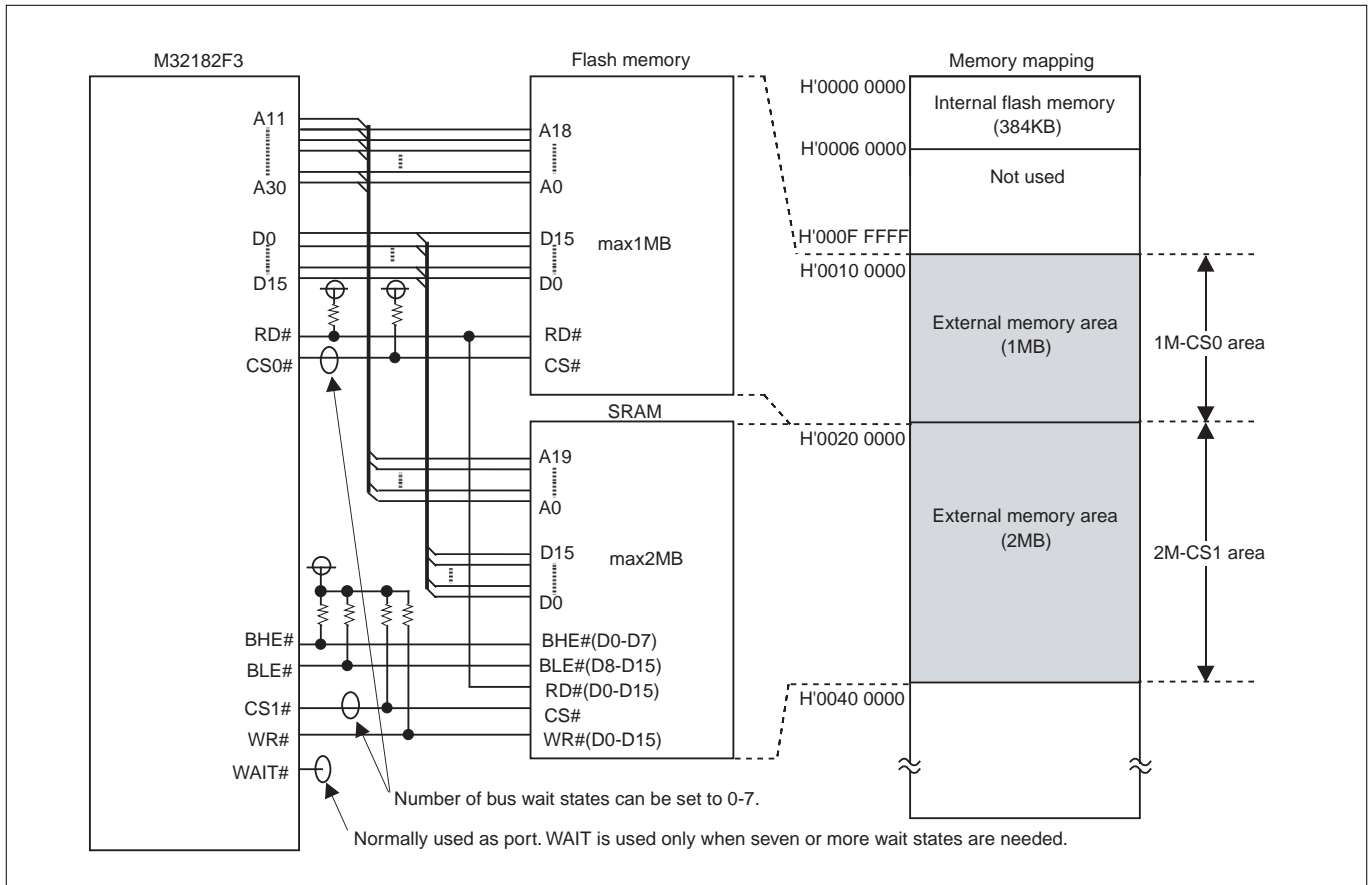 M32182F3
A11
A30
D0
D15
RD#
CS0#
BHE#
BLE#
CS1#
WR#
WAIT#
Flash memory
A18
A0
D15
max1MB
D0
RD#
CS#
SRAM
A19
A0
D15
max2MB
D0
BHE#(D0-D7)
BLE#(D8-D15)
RD#(D0-D15)
CS#
WR#(D0-D15)
Number of bus wait states can be set to 0-7.
Normally used as port. WAIT is used only when seven or more wait states are needed.
Memory mapping
H'0000 0000
Internal flash memory
(384KB)
H'0006 0000
Not used
H'000F FFFF
H'0010 0000
External memory area
(1MB)
1M-CS0 area
H'0020 0000
External memory area
(2MB)
2M-CS1 area
H'0040 0000